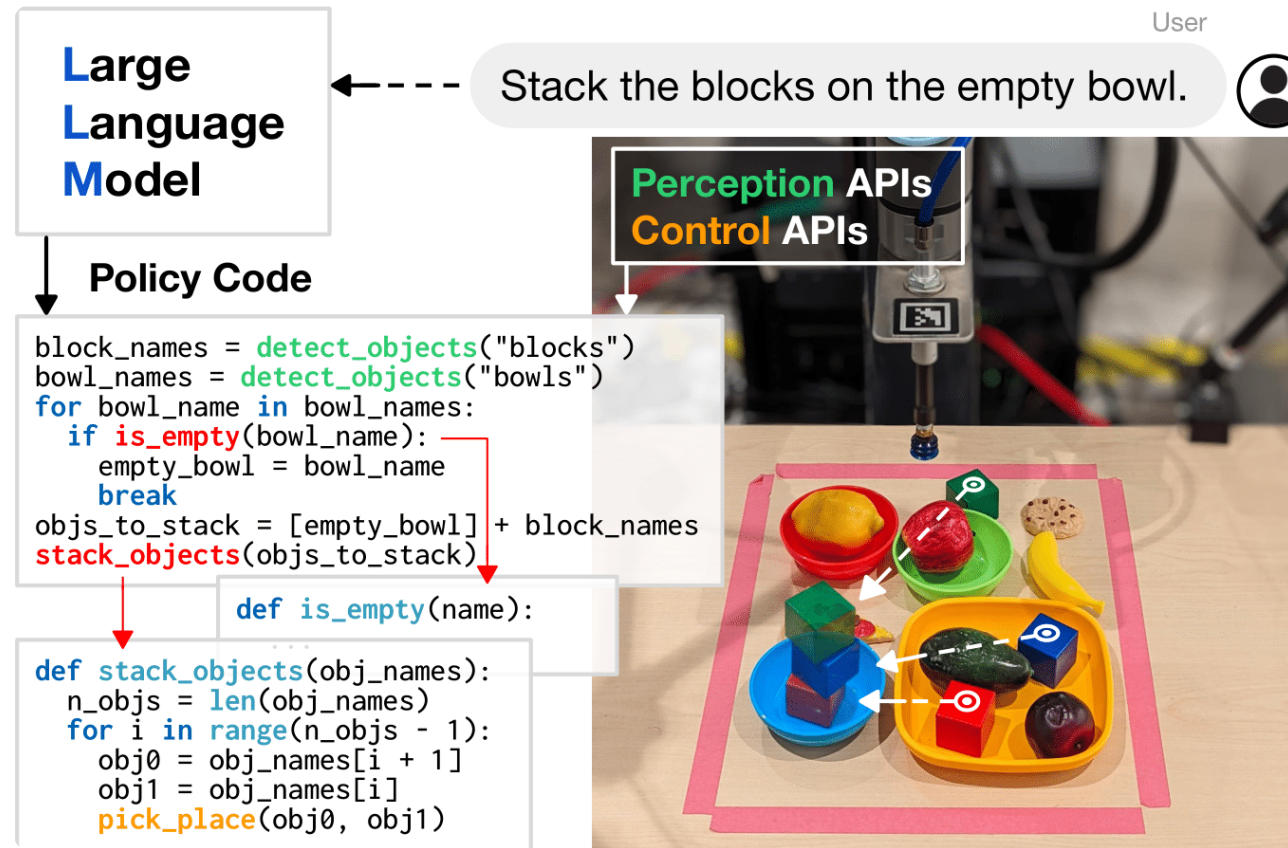 User
Large
Language
Model
Stack the blocks on the empty bowl.
Perception APIs
Control APIs
Policy Code
block_names = detect_objects("blocks")
bowl_names = detect_objects("bowls")
for bowl_name in bowl_names:
  if is_empty(bowl_name):
    empty_bowl = bowl_name
    break
objs_to_stack = [empty_bowl] + block_names
stack_objects(objs_to_stack)
def is_empty(name):
...
def stack_objects(obj_names):
  n_objs = len(obj_names)
  for i in range(n_objs - 1):
    obj0 = obj_names[i + 1]
    obj1 = obj_names[i]
    pick_place(obj0, obj1)